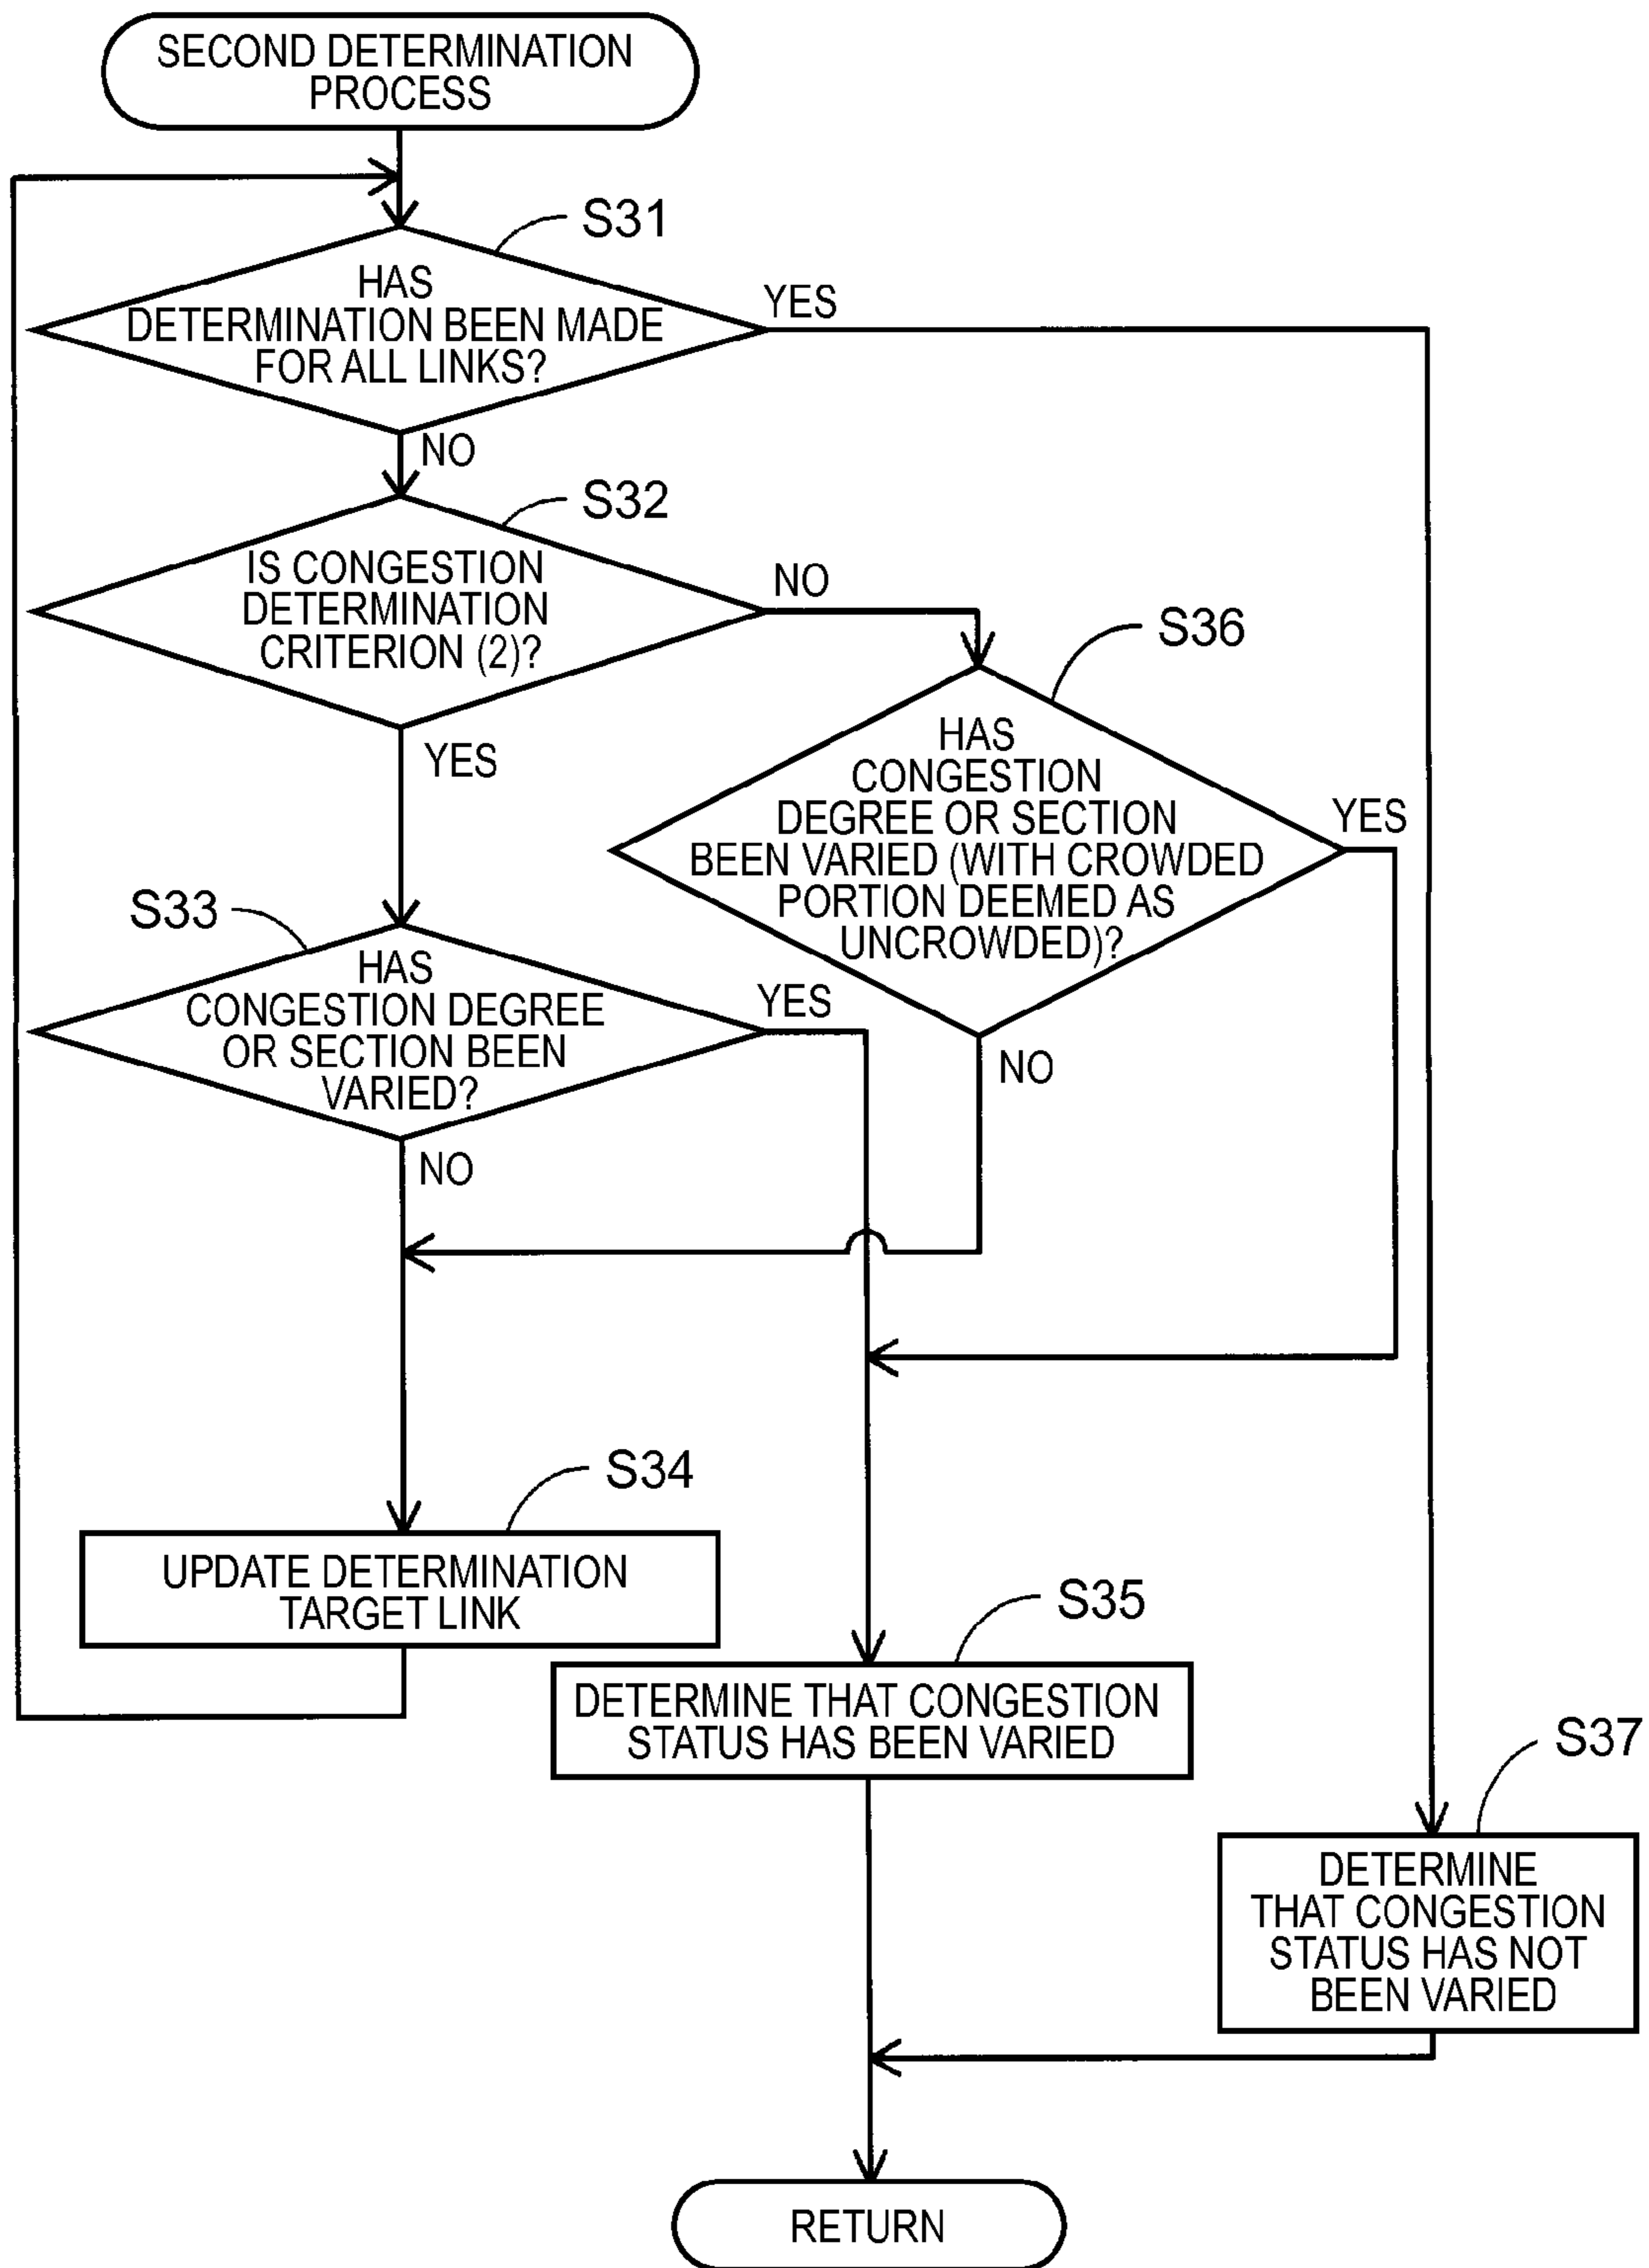 SECOND DETERMINATION
PROCESS
S31
HAS
DETERMINATION BEEN MADE
FOR ALL LINKS?
YES
NO
S32
IS CONGESTION
DETERMINATION
CRITERION (2)?
NO
YES
S36
HAS
CONGESTION
DEGREE OR SECTION
BEEN VARIED (WITH CROWDED
PORTION DEEMED AS
UNCROWDED)?
YES
NO
S33
HAS
CONGESTION DEGREE
OR SECTION BEEN
VARIED?
YES
NO
S34
UPDATE DETERMINATION
TARGET LINK
S35
DETERMINE THAT CONGESTION
STATUS HAS BEEN VARIED
S37
DETERMINE
THAT CONGESTION
STATUS HAS NOT
BEEN VARIED
RETURN